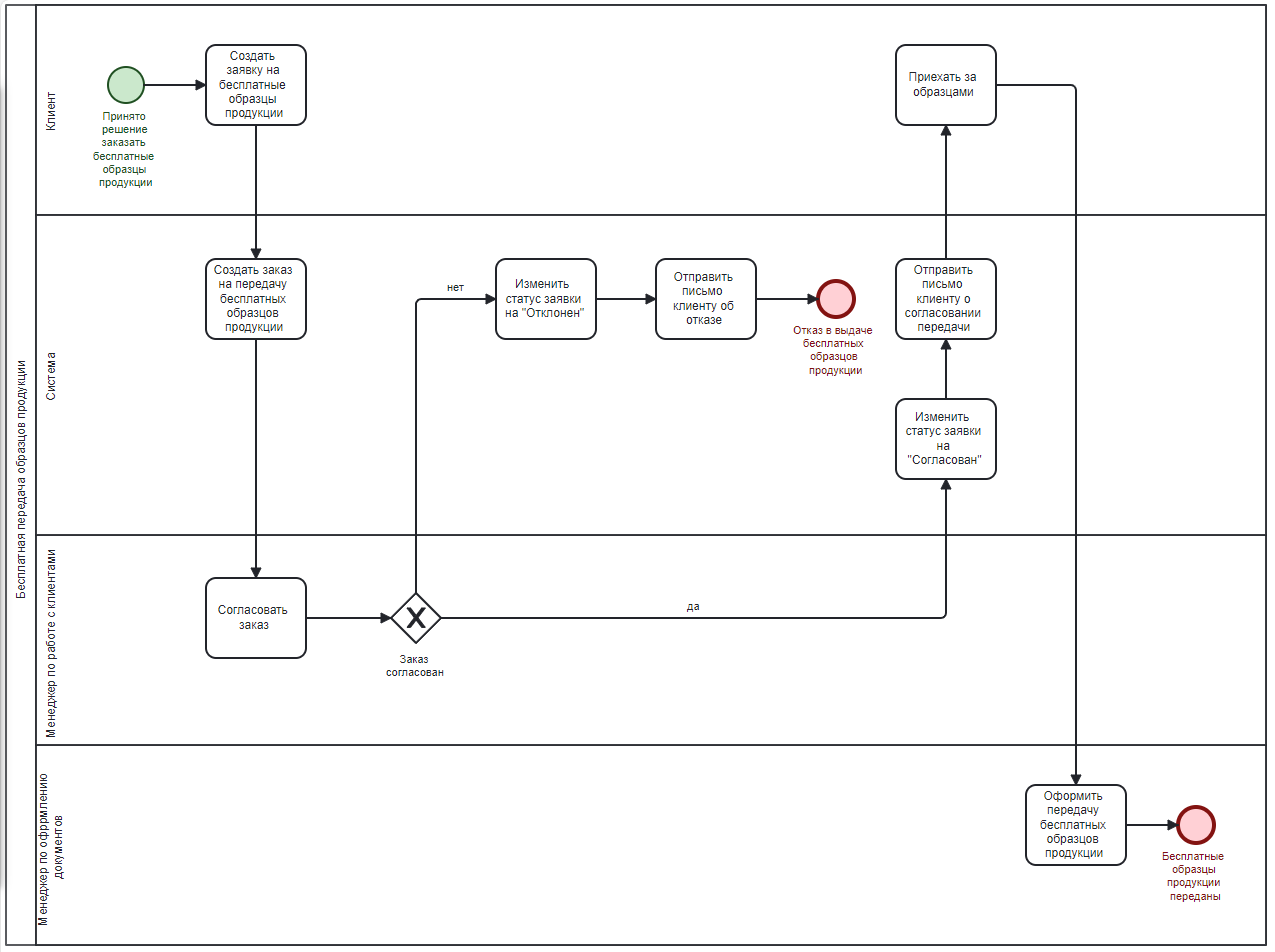 Бесплатная передача образцов продукции
Клиент
Принято
решение
заказать
бесплатные
образцы
продукции
Создать
заявку на
бесплатные
образцы
продукции
Приехать за
образцами
Система
Создать заказ
на передачу
бесплатных
образцов
продукции
нет
Изменить
статус заявки
на "Отклонен"
Отправить
письмо
клиенту об
отказе
Отказ в выдаче
бесплатных
образцов
продукции
Отправить
письмо
клиенту о
согласовании
передачи
Изменить
статус заявки
на
"Согласован"
Менеджер по работе с клиентами
Согласовать
заказ
Заказ
согласован
да
Менеджер по офррмлению
документов
Оформить
передачу
бесплатных
образцов
продукции
Бесплатные
образцы
продукции
переданы